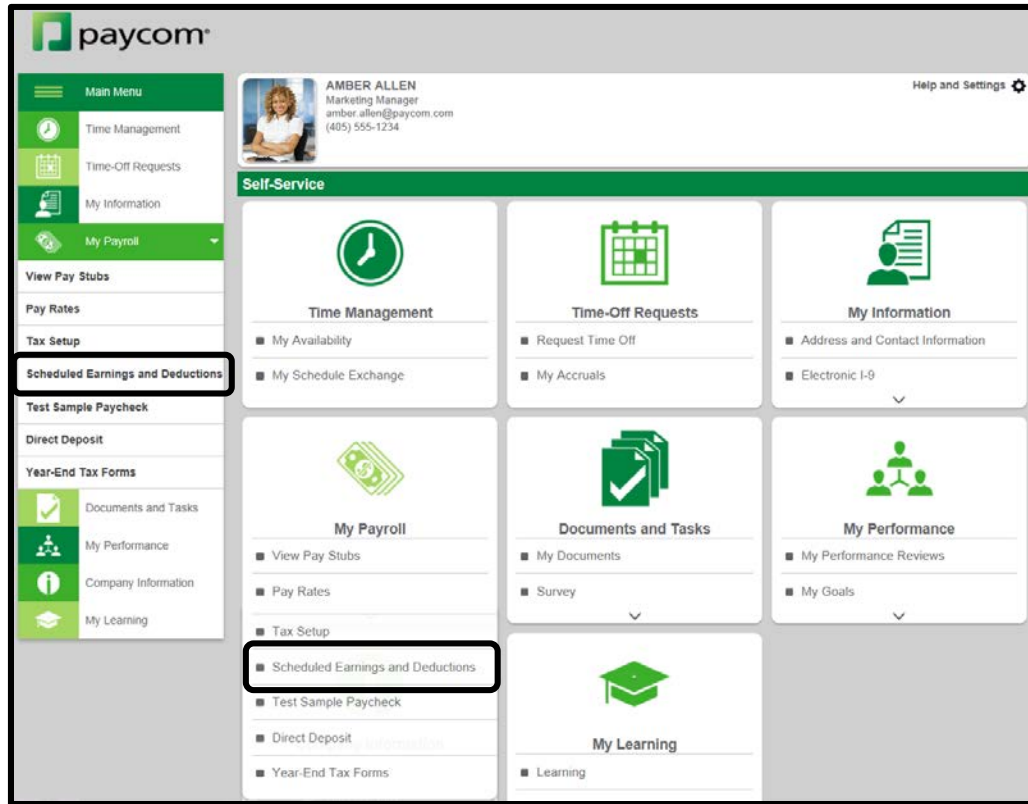 paycom
Main Menu
Time Management
Time-Off Requests
My Information
My Payroll
View Pay Stubs
Pay Rates
Tax Setup
Scheduled Earnings and Deductions
Test Sample Paycheck
Direct Deposit
Year-End Tax Forms
Documents and Tasks
My Performance
Company Information
My Learning
AMBER ALLEN
Marketing Manager
amber.allen@paycom.com
(405) 555-1234
Help and Settings
Self-Service
Time Management
My Availability
My Schedule Exchange
Time-Off Requests
Request Time Off
My Accruals
My Information
Address and Contact Information
Electronic I-9
My Payroll
View Pay Stubs
Pay Rates
Tax Setup
Scheduled Earnings and Deductions
Test Sample Paycheck
Direct Deposit
Year-End Tax Forms
Documents and Tasks
My Documents
Survey
My Performance
My Performance Reviews
My Goals
My Learning
Learning